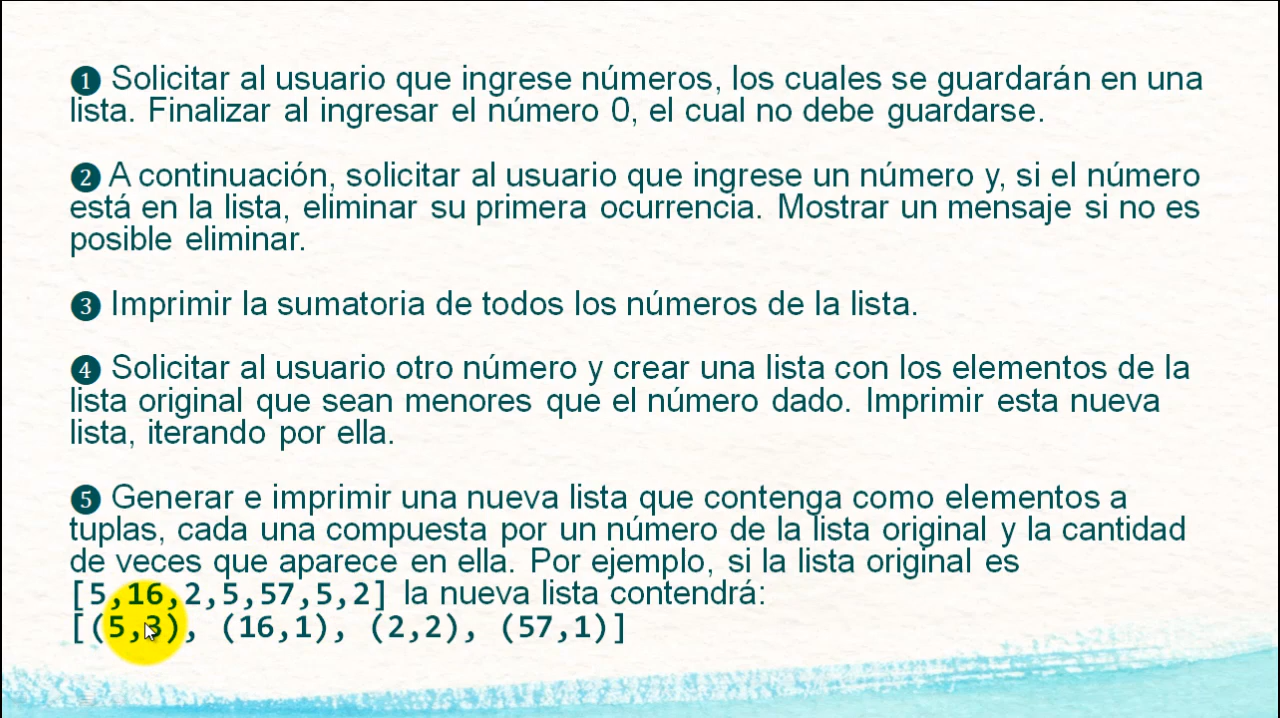 ❶ Solicitar al usuario que ingrese números, los cuales se guardarán en una
lista. Finalizar al ingresar el número 0, el cual no debe guardarse.
❷ A continuación, solicitar al usuario que ingrese un número y, si el número
está en la lista, eliminar su primera ocurrencia. Mostrar un mensaje si no es
posible eliminar.
❸ Imprimir la sumatoria de todos los números de la lista.
❹ Solicitar al usuario otro número y crear una lista con los elementos de la
lista original que sean menores que el número dado. Imprimir esta nueva
lista, iterando por ella.
❺ Generar e imprimir una nueva lista que contenga como elementos a
tuplas, cada una compuesta por un número de la lista original y la cantidad
de veces que aparece en ella. Por ejemplo, si la lista original es
[5,16,2,5,57,5,2] la nueva lista contendrá:
[(5,3), (16,1), (2,2), (57,1)]